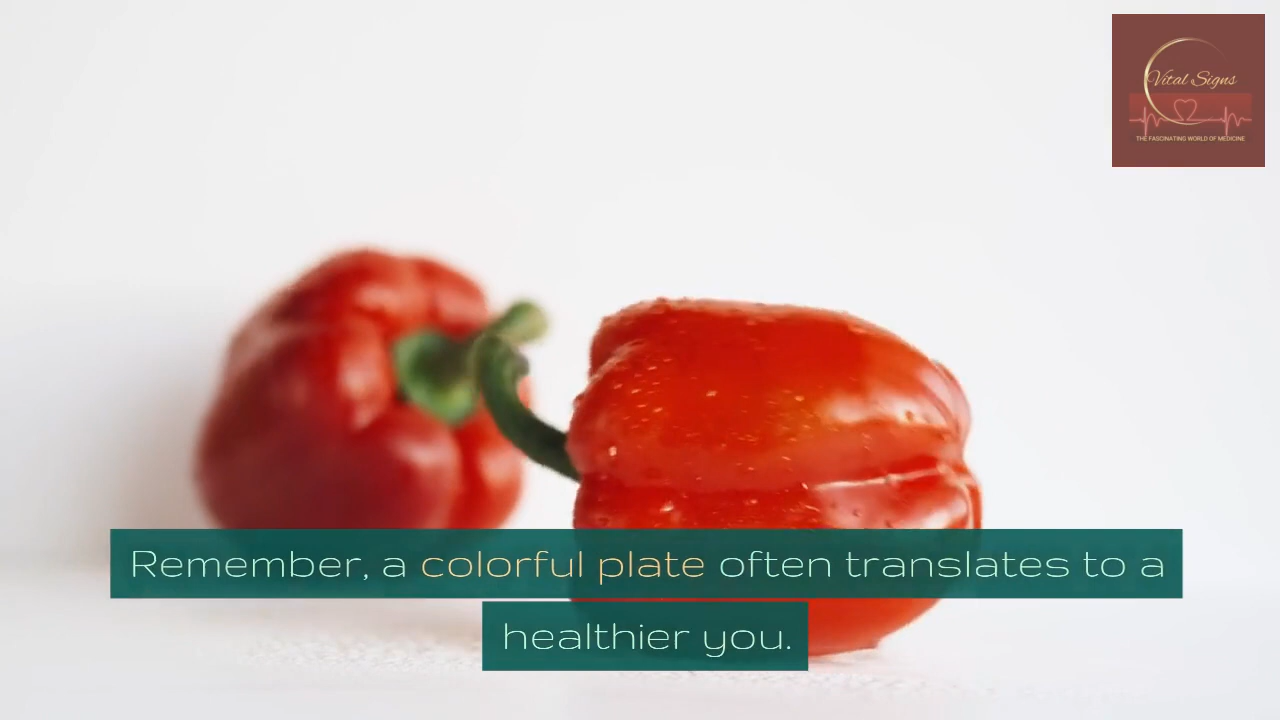 Vital Signs
THE FASCINATING WORLD OF MEDICINE
Remember, a colorful plate often translates to a
healthier you.